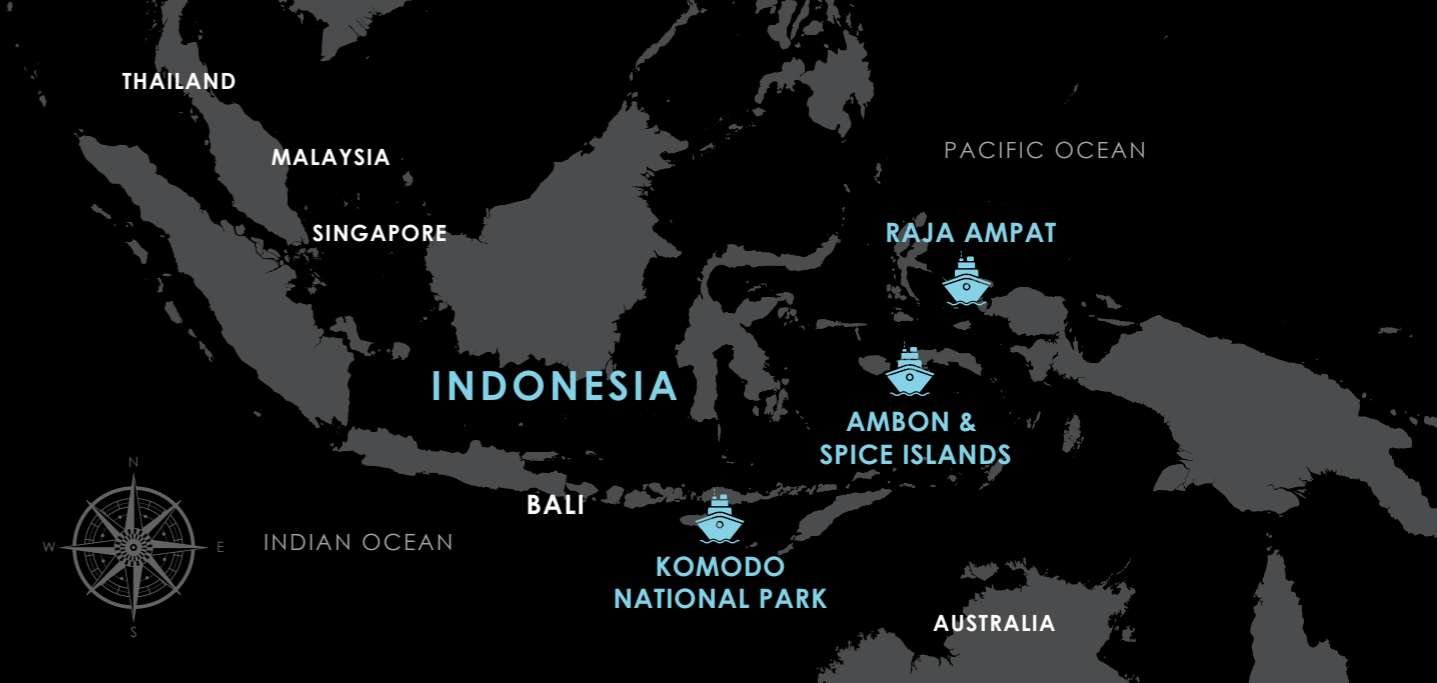 THAILAND
MALAYSIA
PACIFIC OCEAN
SINGAPORE
RAJA AMPAT
INDONESIA
AMBON &
SPICE ISLANDS
BALI
N
W
E
S
INDIAN OCEAN
KOMODO
NATIONAL PARK
AUSTRALIA